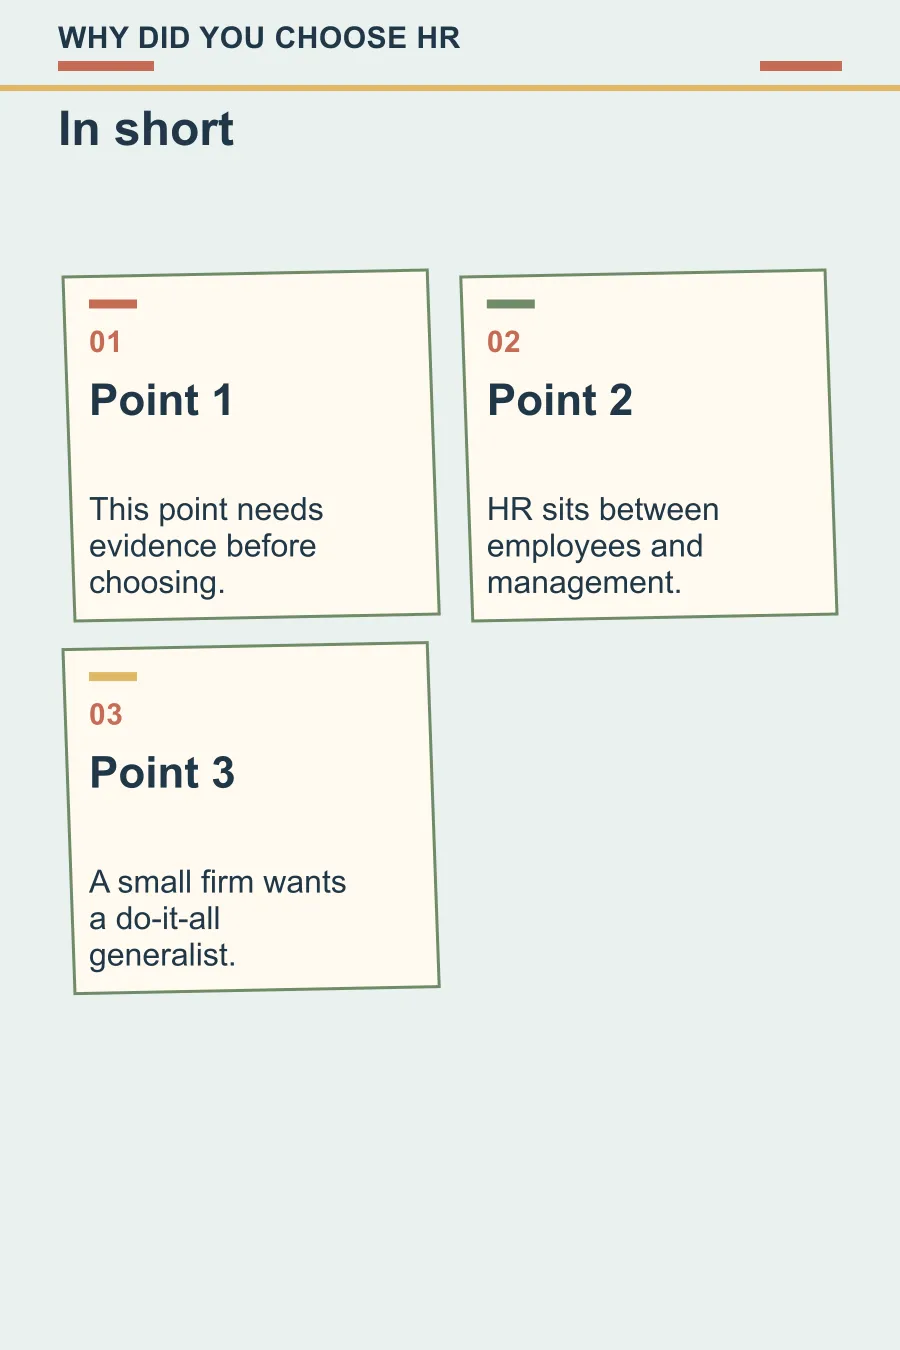 WHY DID YOU CHOOSE HR
In short
01
Point 1
This point needs
evidence before
choosing.
02
Point 2
HR sits between
employees and
management.
03
Point 3
A small firm wants
a do-it-all
generalist.